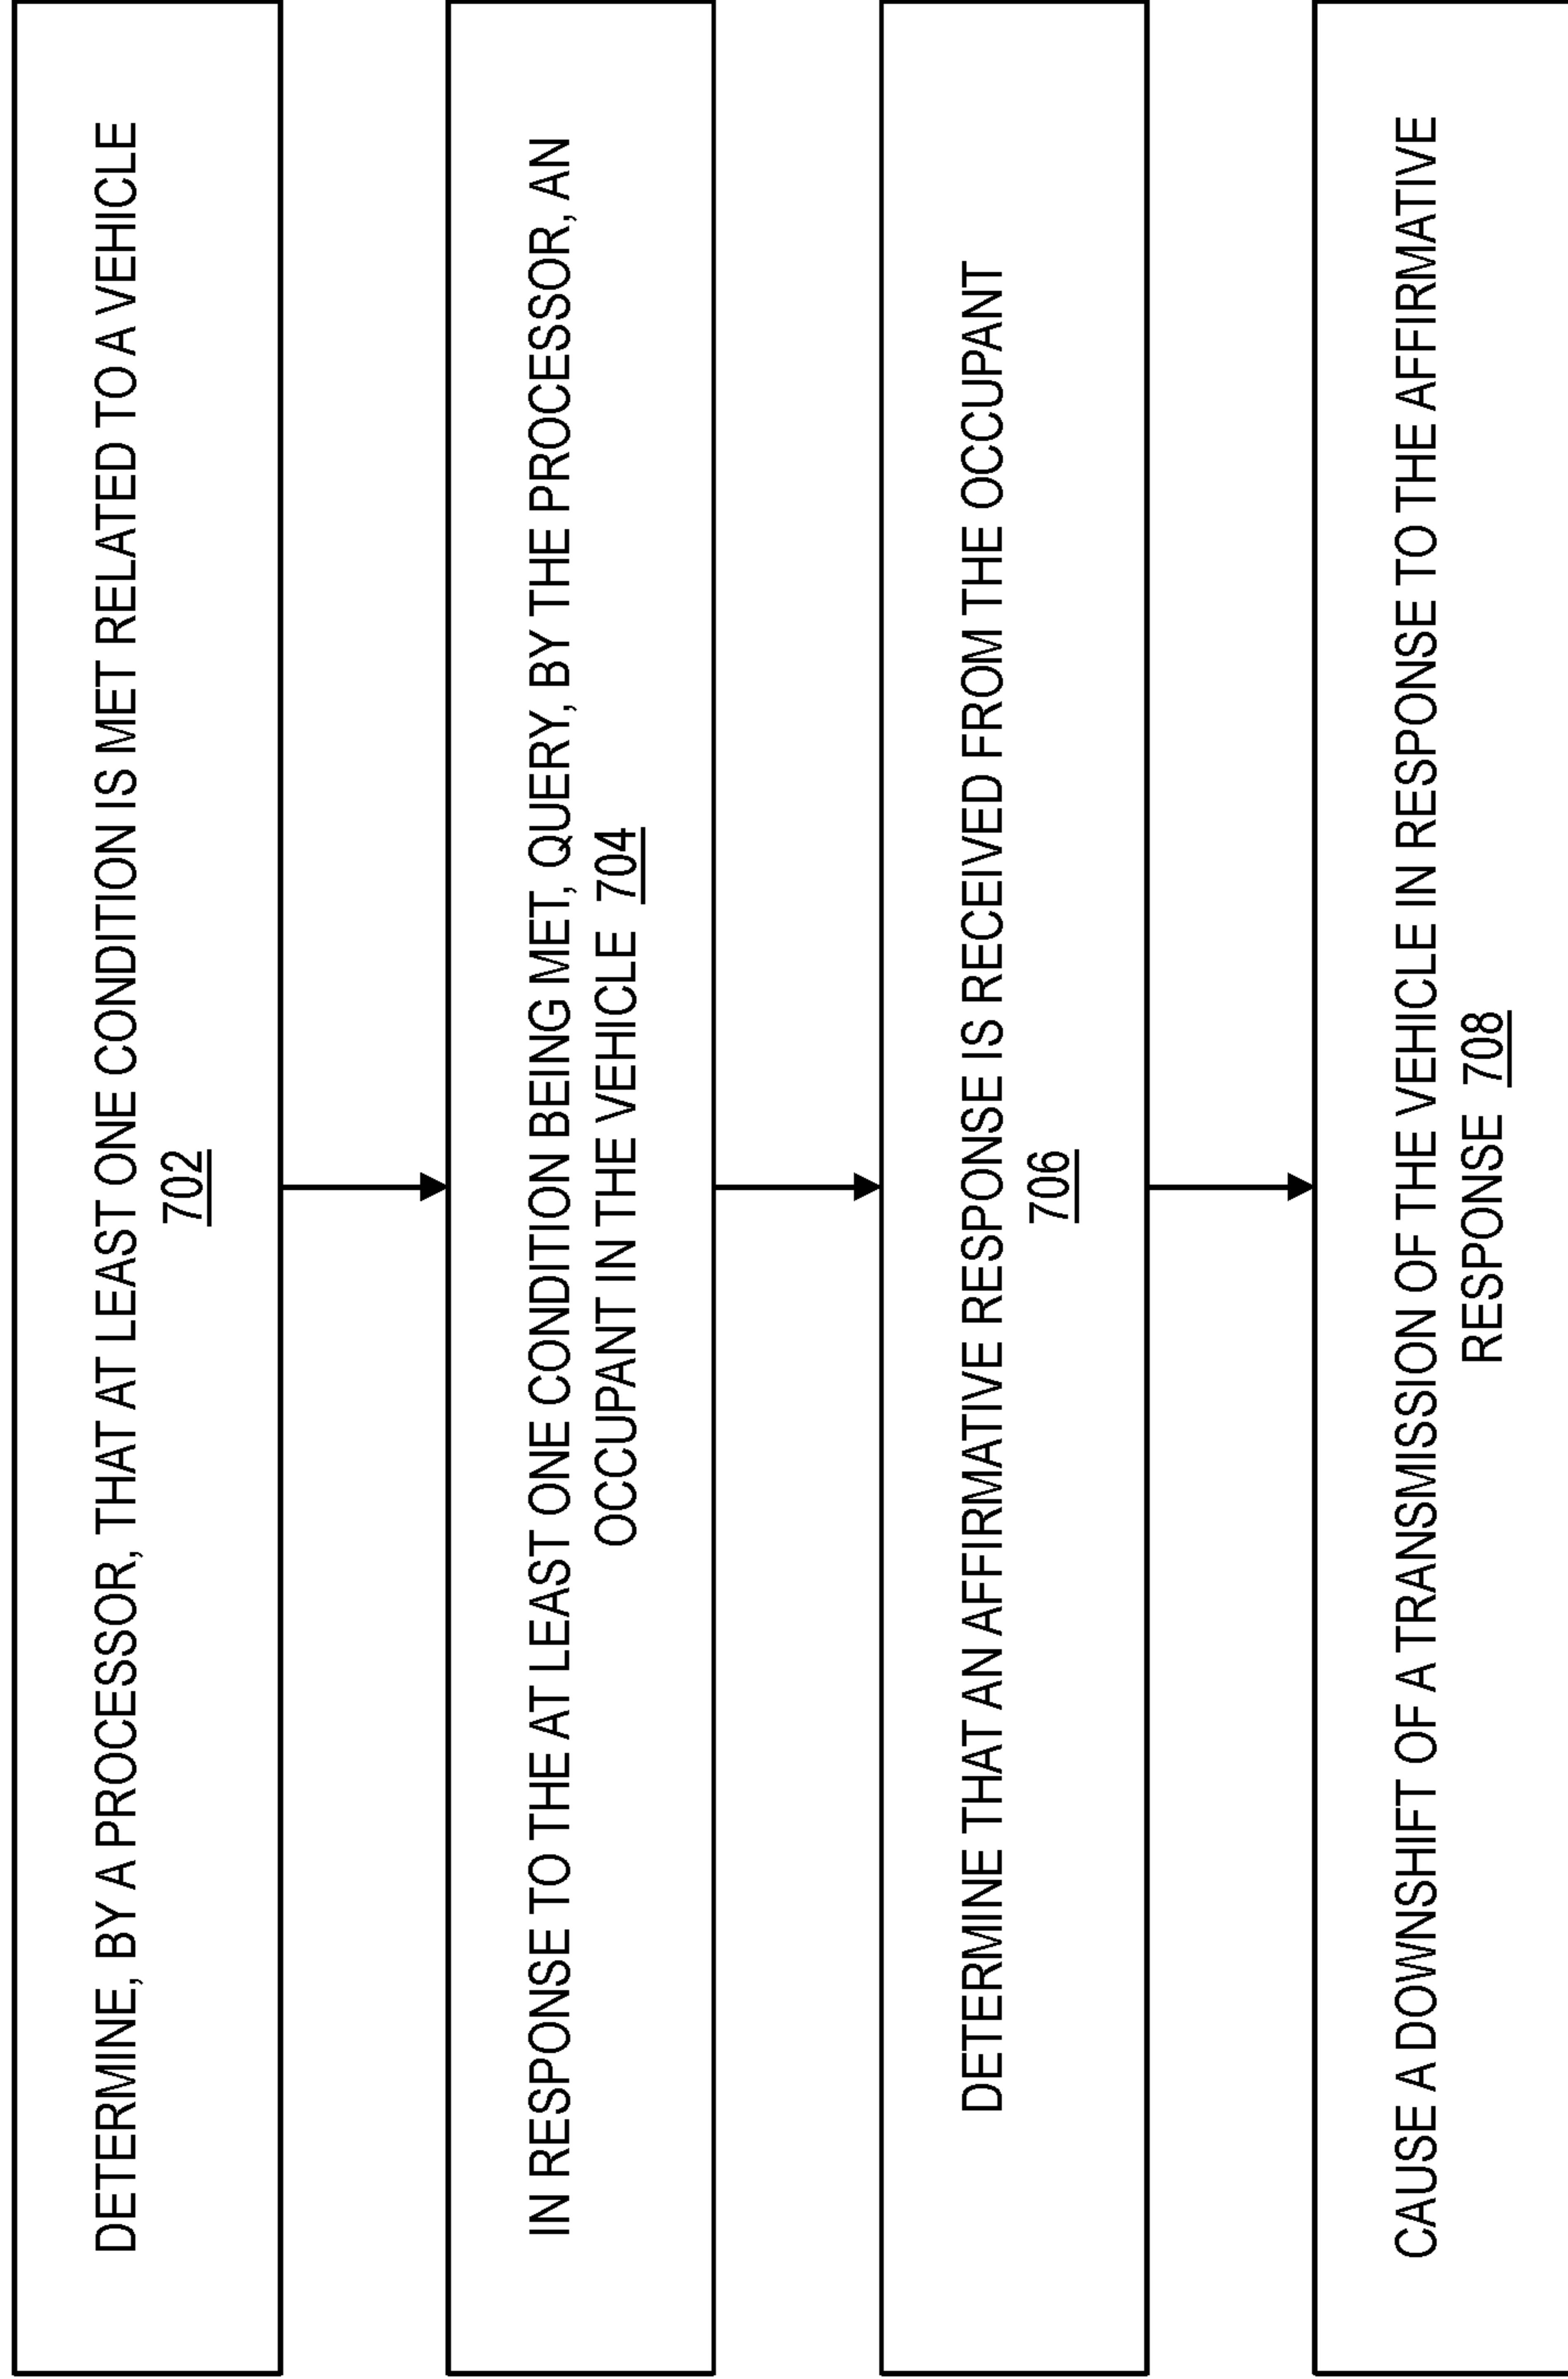 DETERMINE, BY A PROCESSOR, THAT AT LEAST ONE CONDITION IS MET RELATED TO A VEHICLE
702
IN RESPONSE TO THE AT LEAST ONE CONDITION BEING MET, QUERY, BY THE PROCESSOR, AN
OCCUPANT IN THE VEHICLE 704
DETERMINE THAT AN AFFIRMATIVE RESPONSE IS RECEIVED FROM THE OCCUPANT
706
CAUSE A DOWNSHIFT OF A TRANSMISSION OF THE VEHICLE IN RESPONSE TO THE AFFIRMATIVE
RESPONSE 708